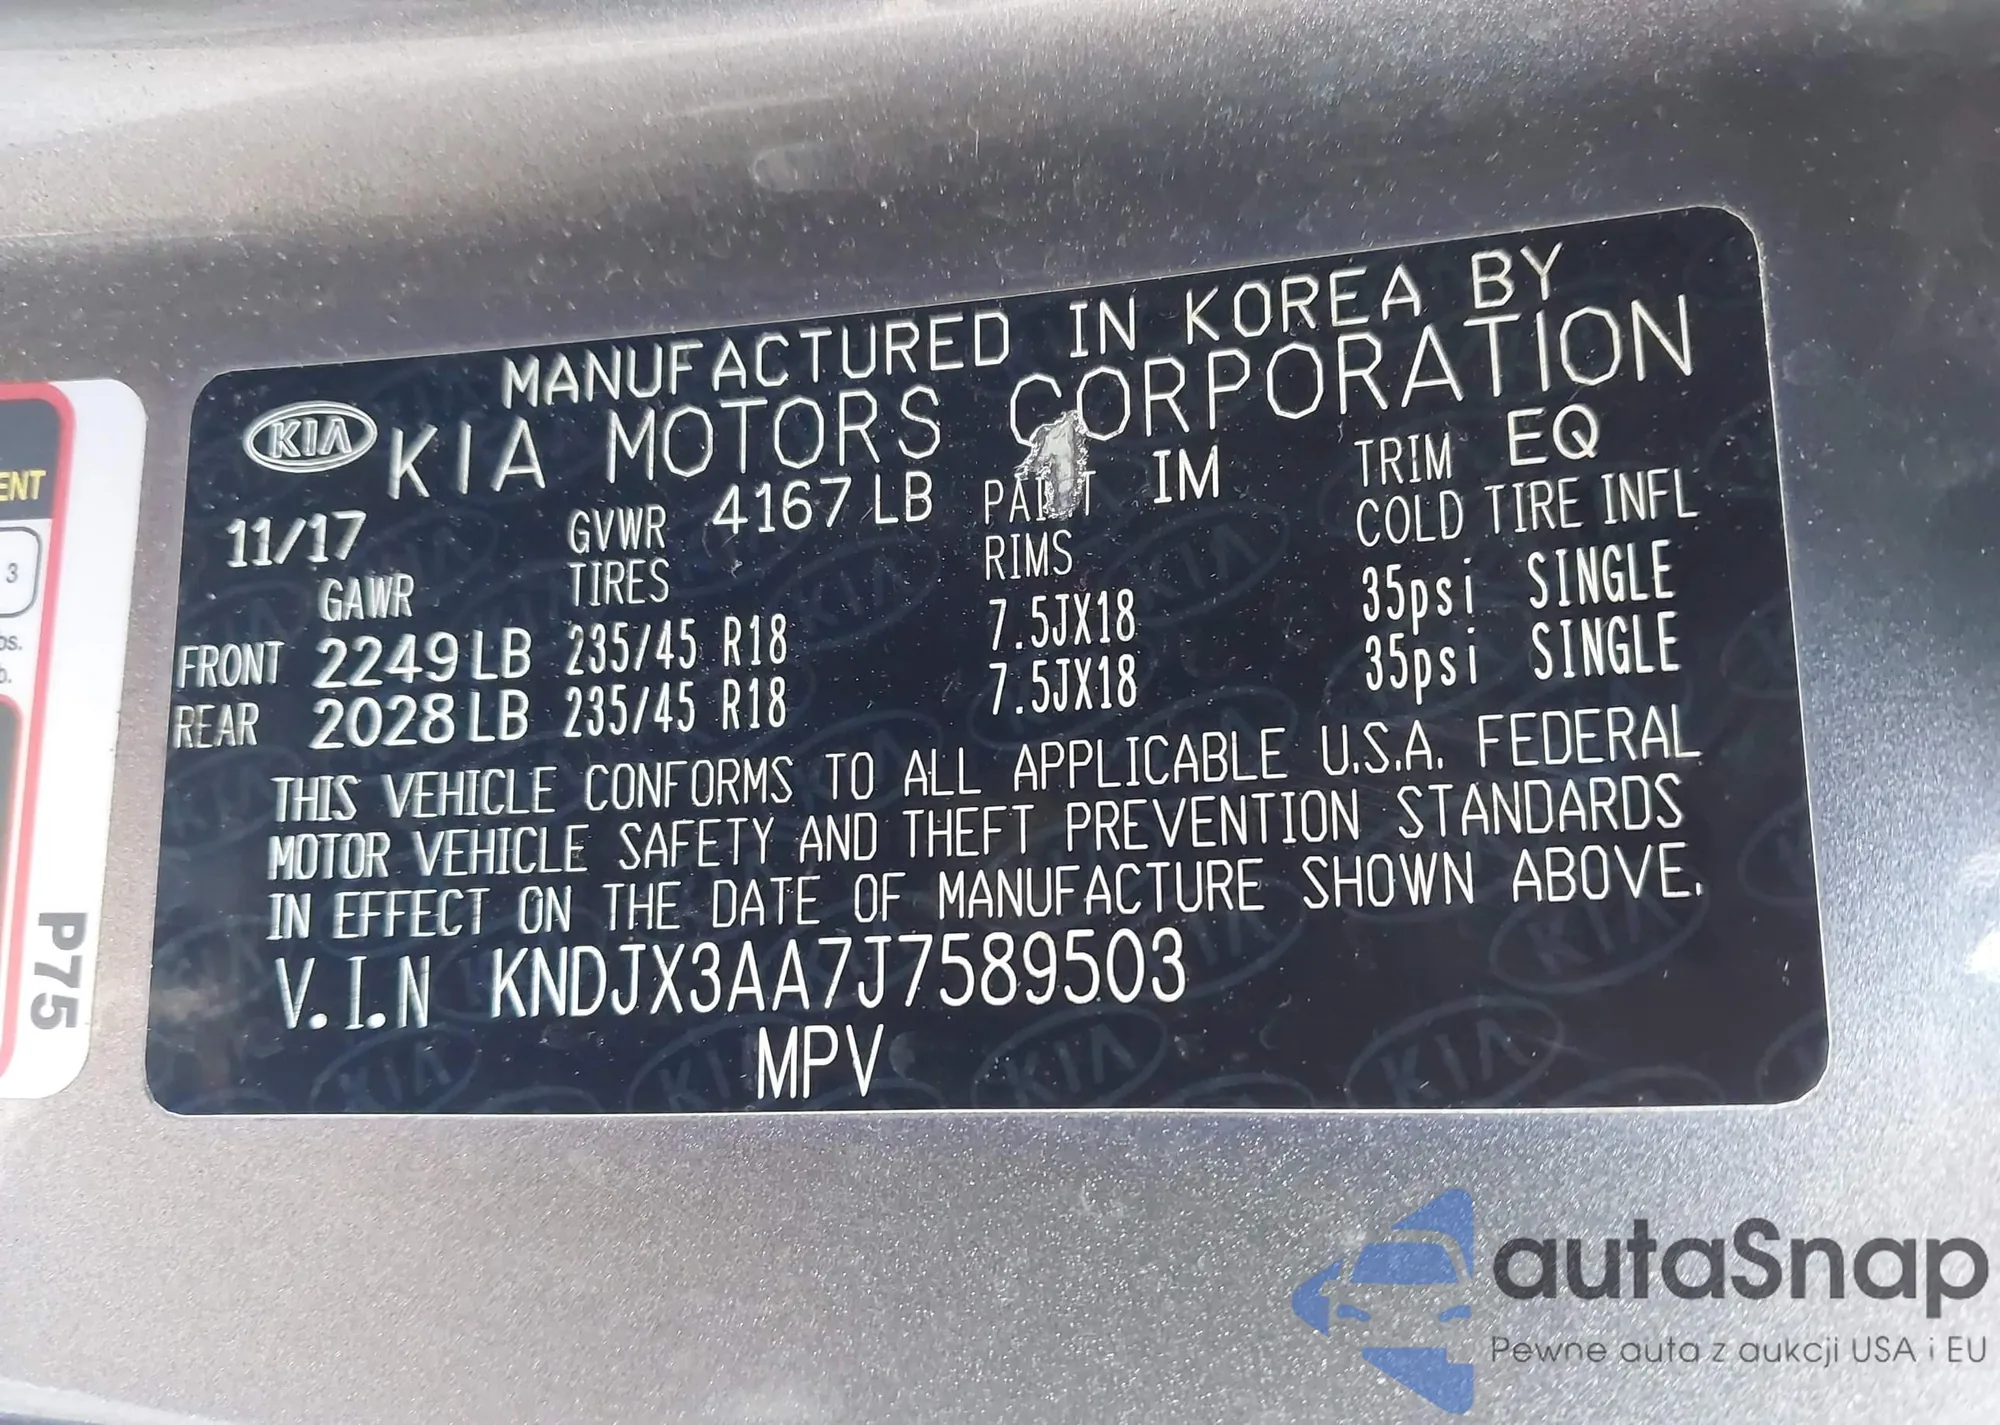 MANUFACTURED IN KOREA BY
KIA KIA MOTORS CORPORATION
11/17 GVWR 4167 LB PAINT IM TRIM EQ
GAWR TIRES RIMS COLD TIRE INFL
FRONT 2249 LB 235/45 R18 7.5JX18 35psi SINGLE
REAR 2028 LB 235/45 R18 7.5JX18 35psi SINGLE
THIS VEHICLE CONFORMS TO ALL APPLICABLE U.S.A. FEDERAL
MOTOR VEHICLE SAFETY AND THEFT PREVENTION STANDARDS
IN EFFECT ON THE DATE OF MANUFACTURE SHOWN ABOVE.
V.I.N KNDJX3AA7J7589503
MPV
3
P75
autaSnap
Pewne auta z aukcji USA i EU